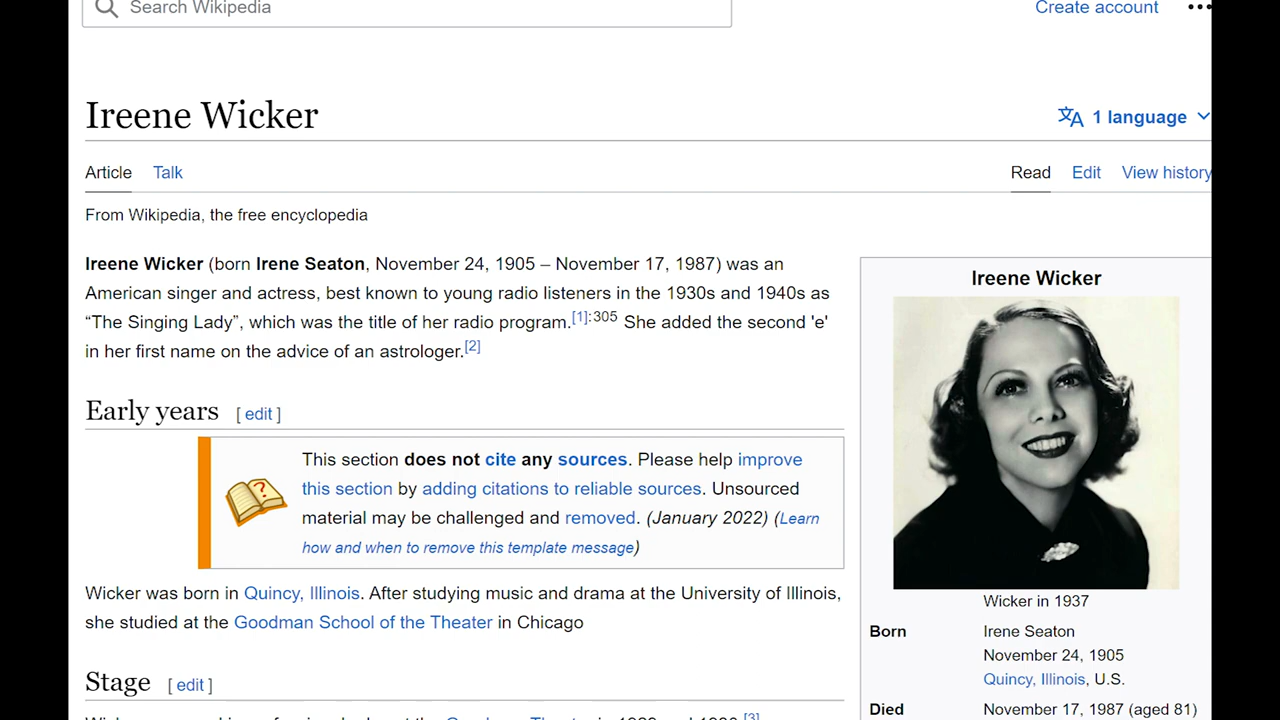 Search Wikipedia
Create account
Ireene Wicker
1 language
Article Talk
Read Edit View history
From Wikipedia, the free encyclopedia
Ireene Wicker (born Irene Seaton, November 24, 1905 – November 17, 1987) was an
American singer and actress, best known to young radio listeners in the 1930s and 1940s as
“The Singing Lady”, which was the title of her radio program.[1]:305 She added the second 'e'
in her first name on the advice of an astrologer.[2]
Early years [ edit ]
This section does not cite any sources. Please help improve
this section by adding citations to reliable sources. Unsourced
material may be challenged and removed. (January 2022) (Learn
how and when to remove this template message)
Wicker was born in Quincy, Illinois. After studying music and drama at the University of Illinois,
she studied at the Goodman School of the Theater in Chicago
Stage [ edit ]
Ireene Wicker
Wicker in 1937
Born Irene Seaton
November 24, 1905
Quincy, Illinois, U.S.
Died November 17, 1987 (aged 81)